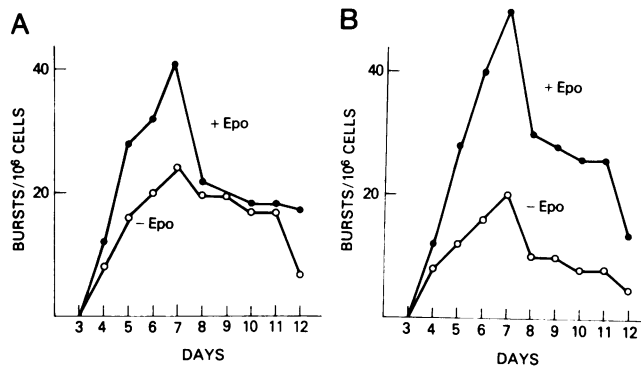 A
BURSTS/10⁶ CELLS
40
20
+ Epo
− Epo
3 4 5 6 7 8 9 10 11 12
DAYS
B
BURSTS/10⁶ CELLS
40
20
+ Epo
− Epo
3 4 5 6 7 8 9 10 11 12
DAYS